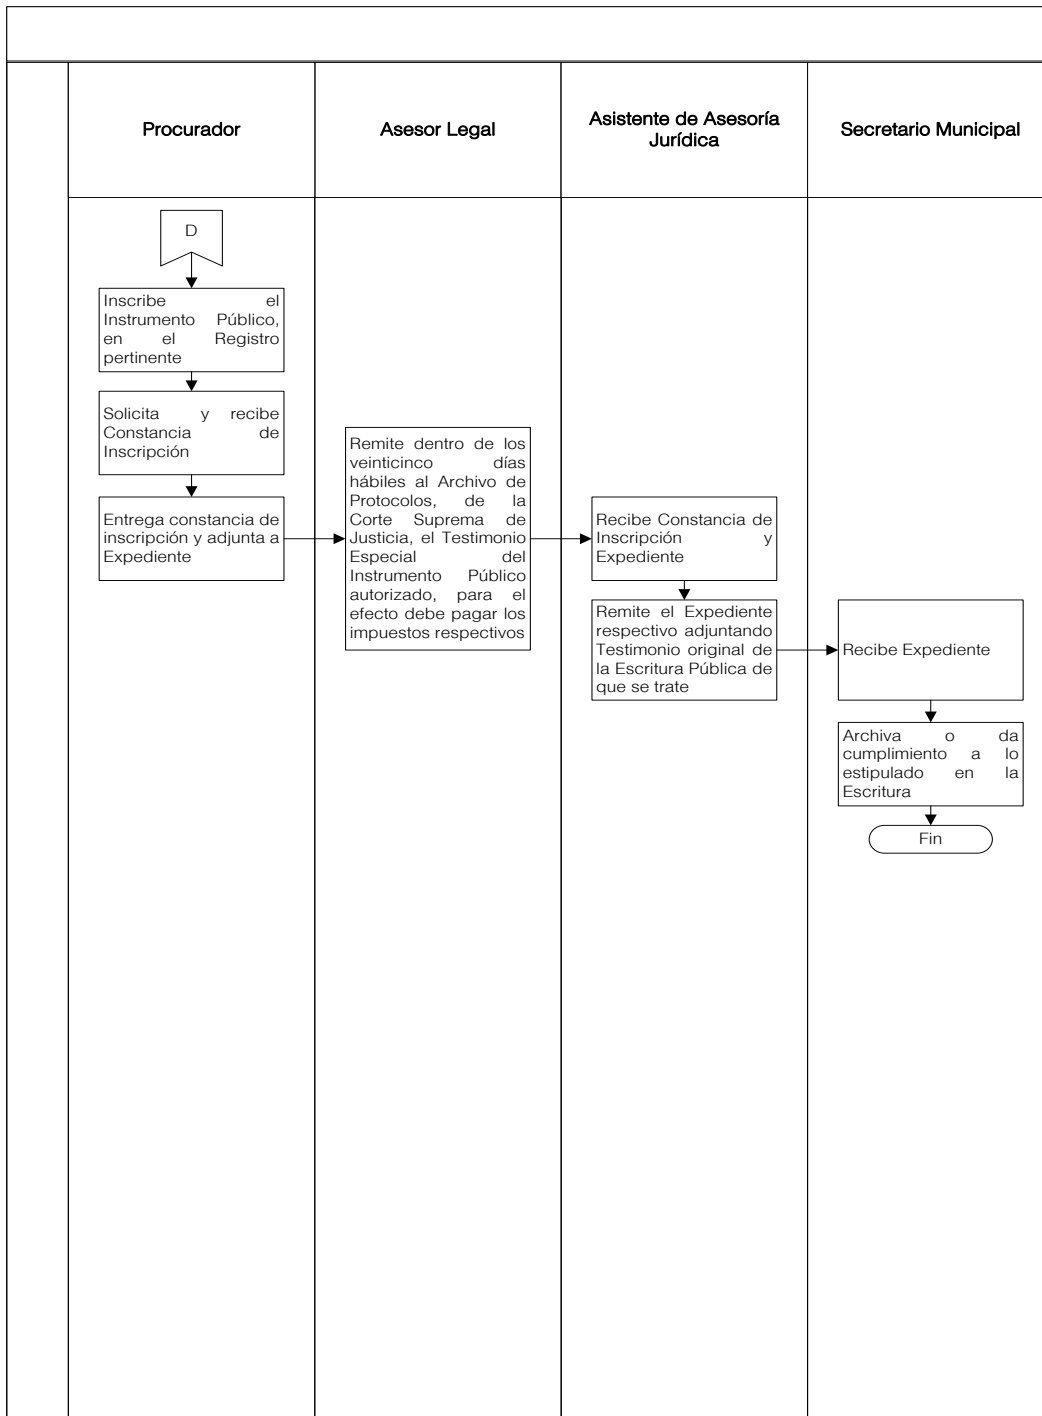 Procurador
Asesor Legal
Asistente de Asesoría
Jurídica
Secretario Municipal
D
Inscribe el
Instrumento Público,
en el Registro
pertinente
Solicita y recibe
Constancia de
Inscripción
Entrega constancia de
inscripción y adjunta a
Expediente
Remite dentro de los
veinticinco días
hábiles al Archivo de
Protocolos, de la
Corte Suprema de
Justicia, el Testimonio
Especial del
Instrumento Público
autorizado, para el
efecto debe pagar los
impuestos respectivos
Recibe Constancia de
Inscripción y
Expediente
Remite el Expediente
respectivo adjuntando
Testimonio original de
la Escritura Pública de
que se trate
Recibe Expediente
Archiva o da
cumplimiento a lo
estipulado en la
Escritura
Fin